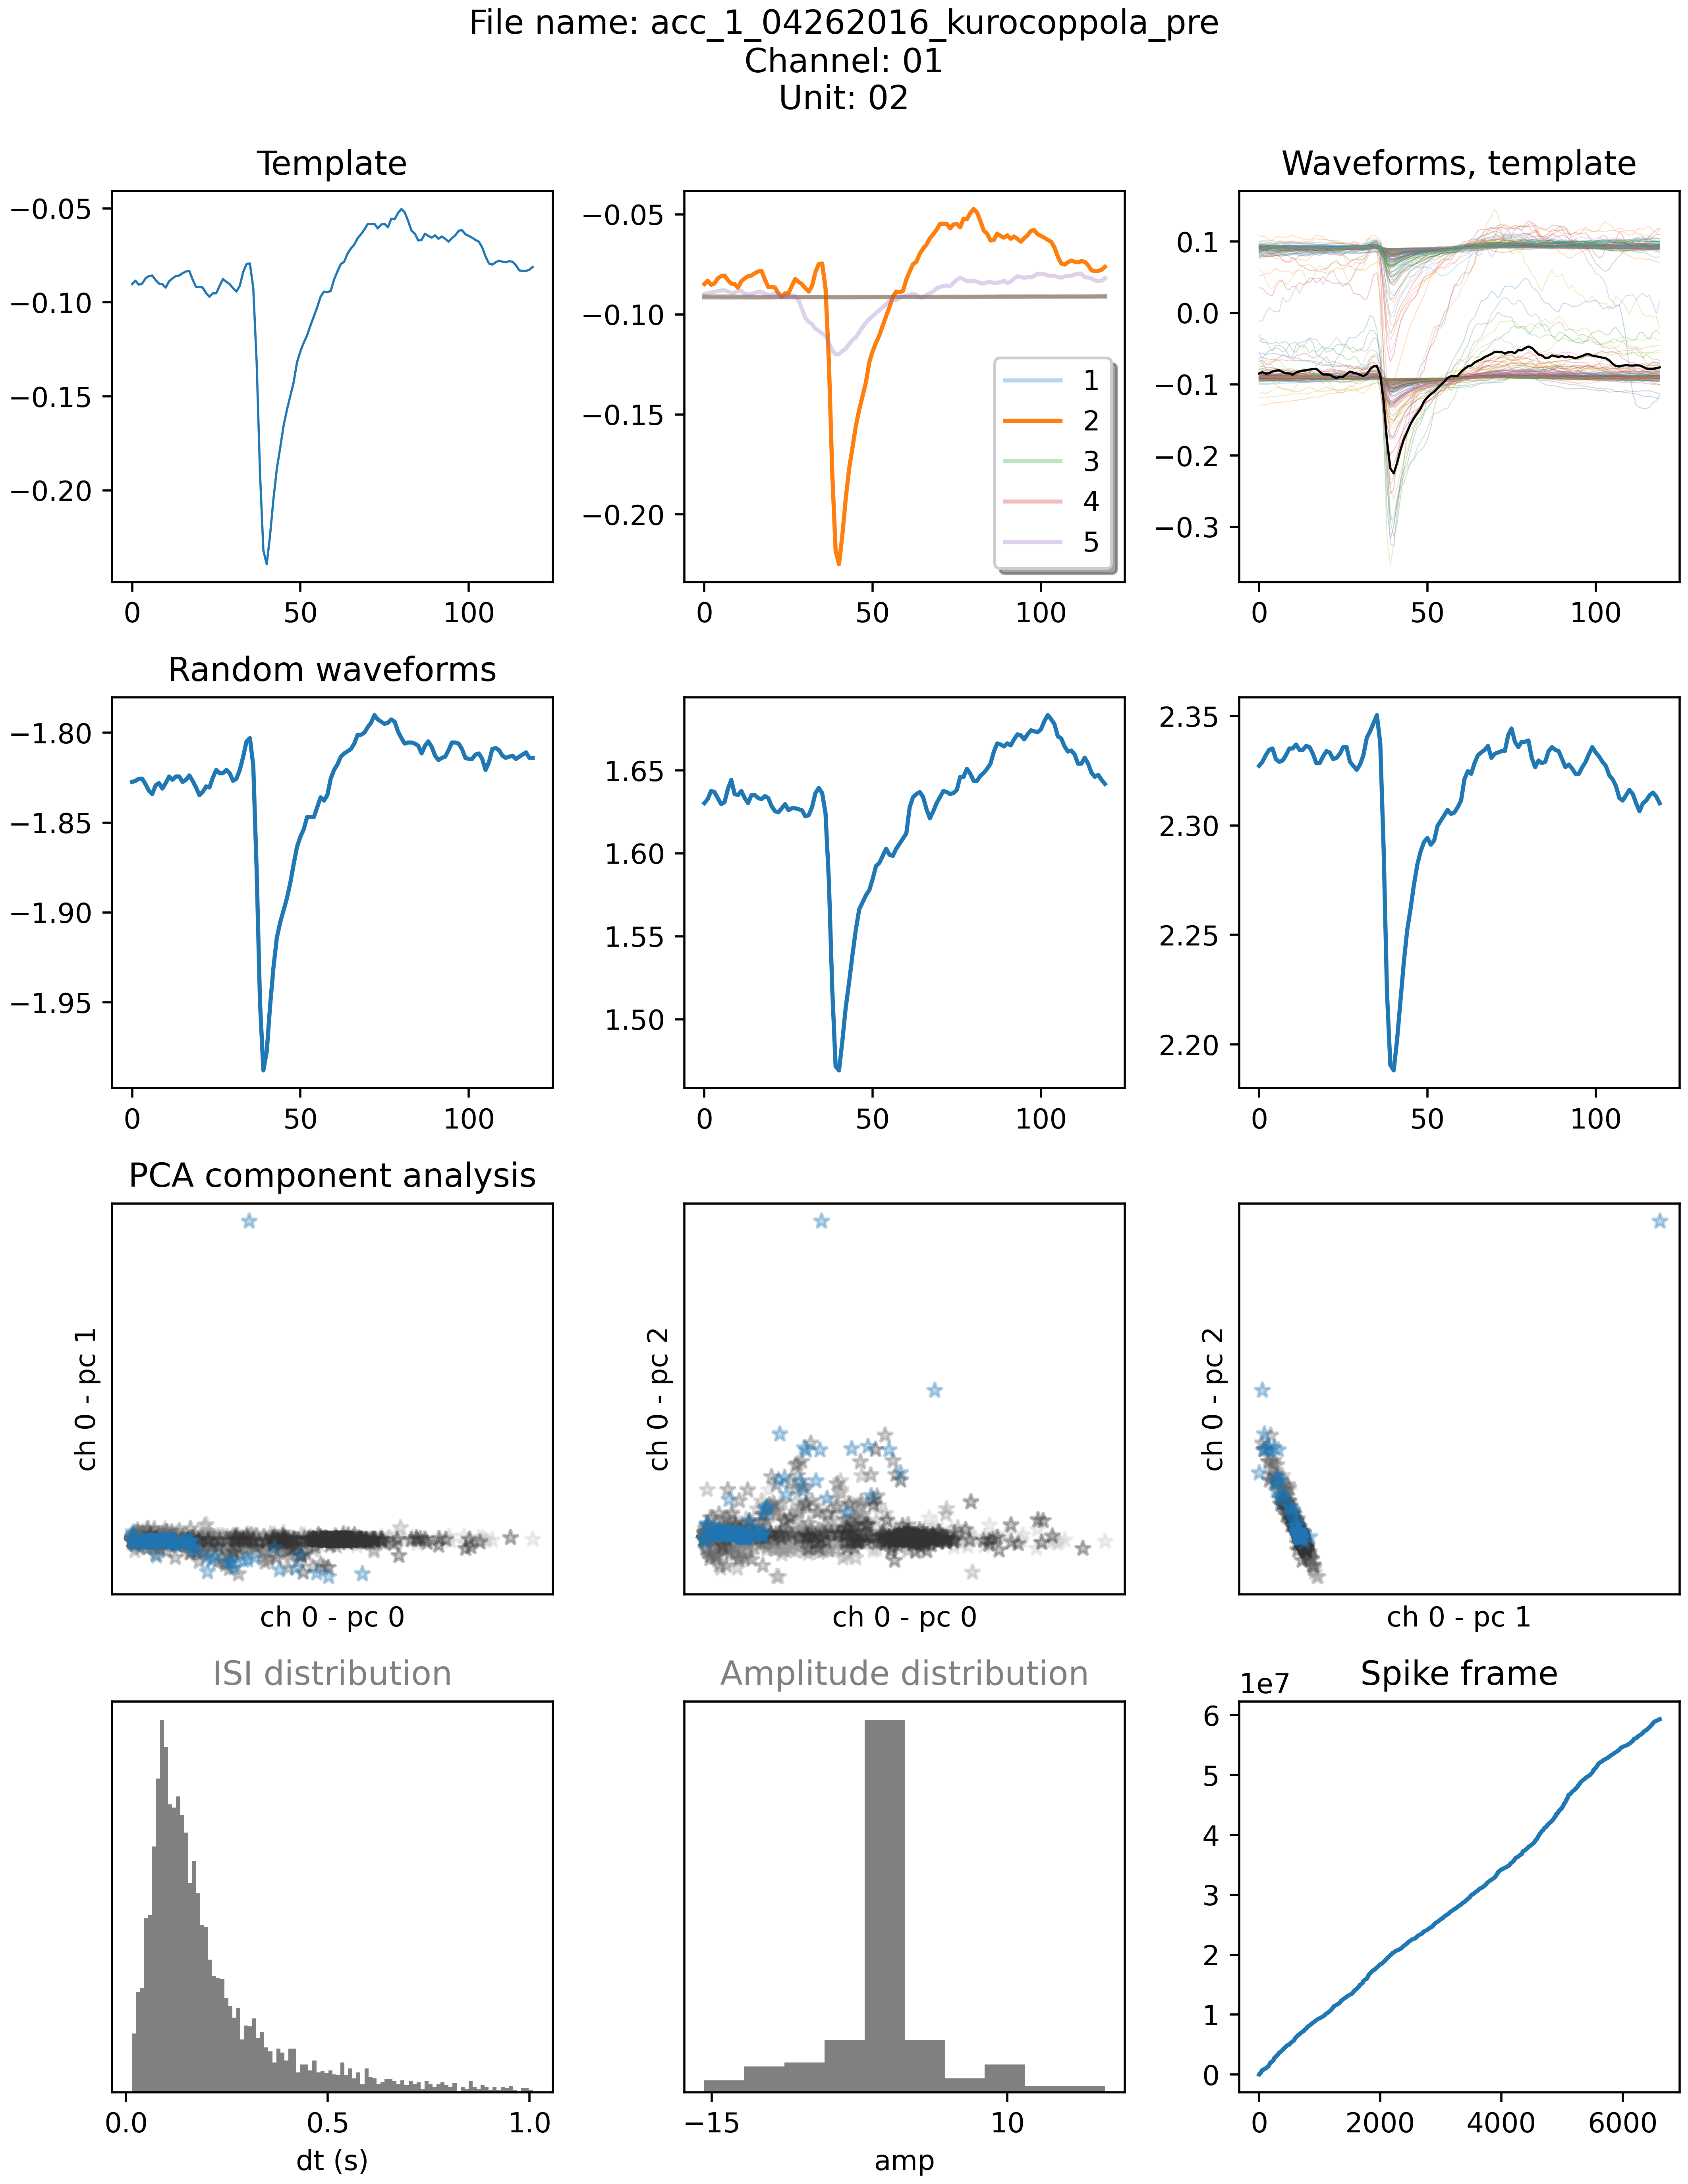 File name: acc_1_04262016_kurocoppola_pre
Channel: 01
Unit: 02
Template
−0.05
−0.10
−0.15
−0.20
0 50 100
−0.05
−0.10
−0.15
−0.20
1
2
3
4
5
0 50 100
Waveforms, template
0.1
0.0
−0.1
−0.2
−0.3
0 50 100
Random waveforms
−1.80
−1.85
−1.90
−1.95
0 50 100
1.65
1.60
1.55
1.50
0 50 100
2.35
2.30
2.25
2.20
0 50 100
PCA component analysis
ch 0 - pc 1
ch 0 - pc 0
ch 0 - pc 2
ch 0 - pc 0
ch 0 - pc 2
ch 0 - pc 1
ISI distribution
0.0 0.5 1.0
dt (s)
Amplitude distribution
−15 10
amp
Spike frame
1e7
6
5
4
3
2
1
0
0 2000 4000 6000